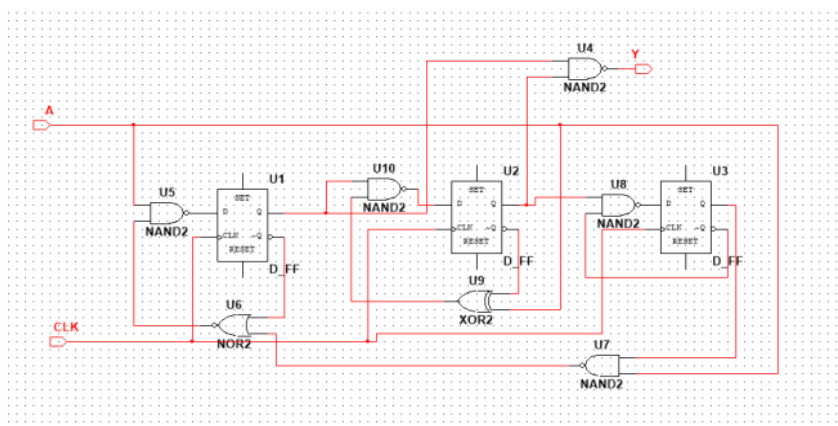 U4
Y
NAND2
A
U5
NAND2
U1
SET
D
Q
CLK
~Q
RESET
D_FF
U10
NAND2
U2
SET
D
Q
CLK
~Q
RESET
D_FF
U8
NAND2
U3
SET
D
Q
CLK
~Q
RESET
D_FF
U9
XOR2
U6
NOR2
CLK
U7
NAND2